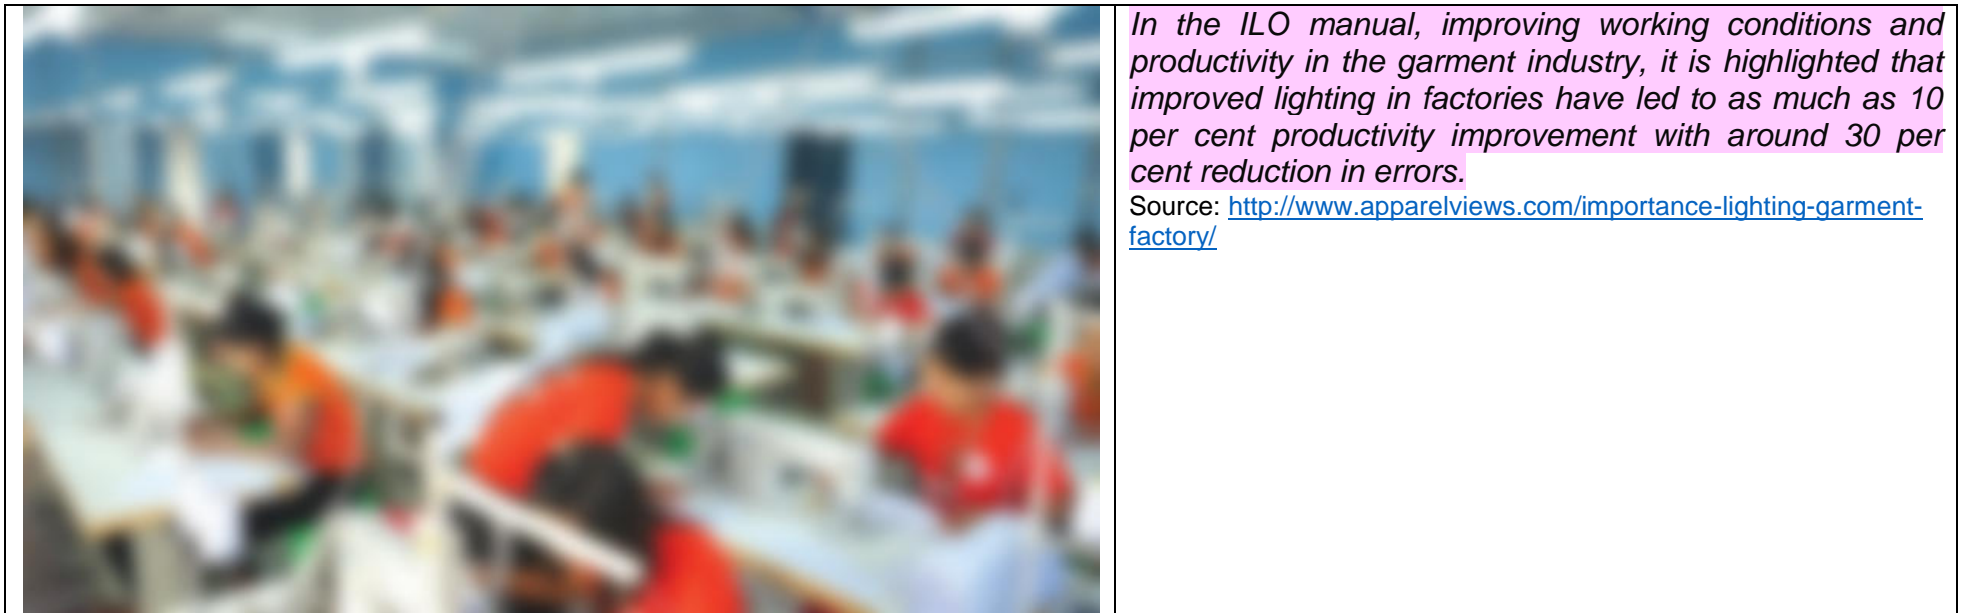 In the ILO manual, improving working conditions and
productivity in the garment industry, it is highlighted that
improved lighting in factories have led to as much as 10
per cent productivity improvement with around 30 per
cent reduction in errors.
Source: http://www.apparelviews.com/importance-lighting-garment-
factory/